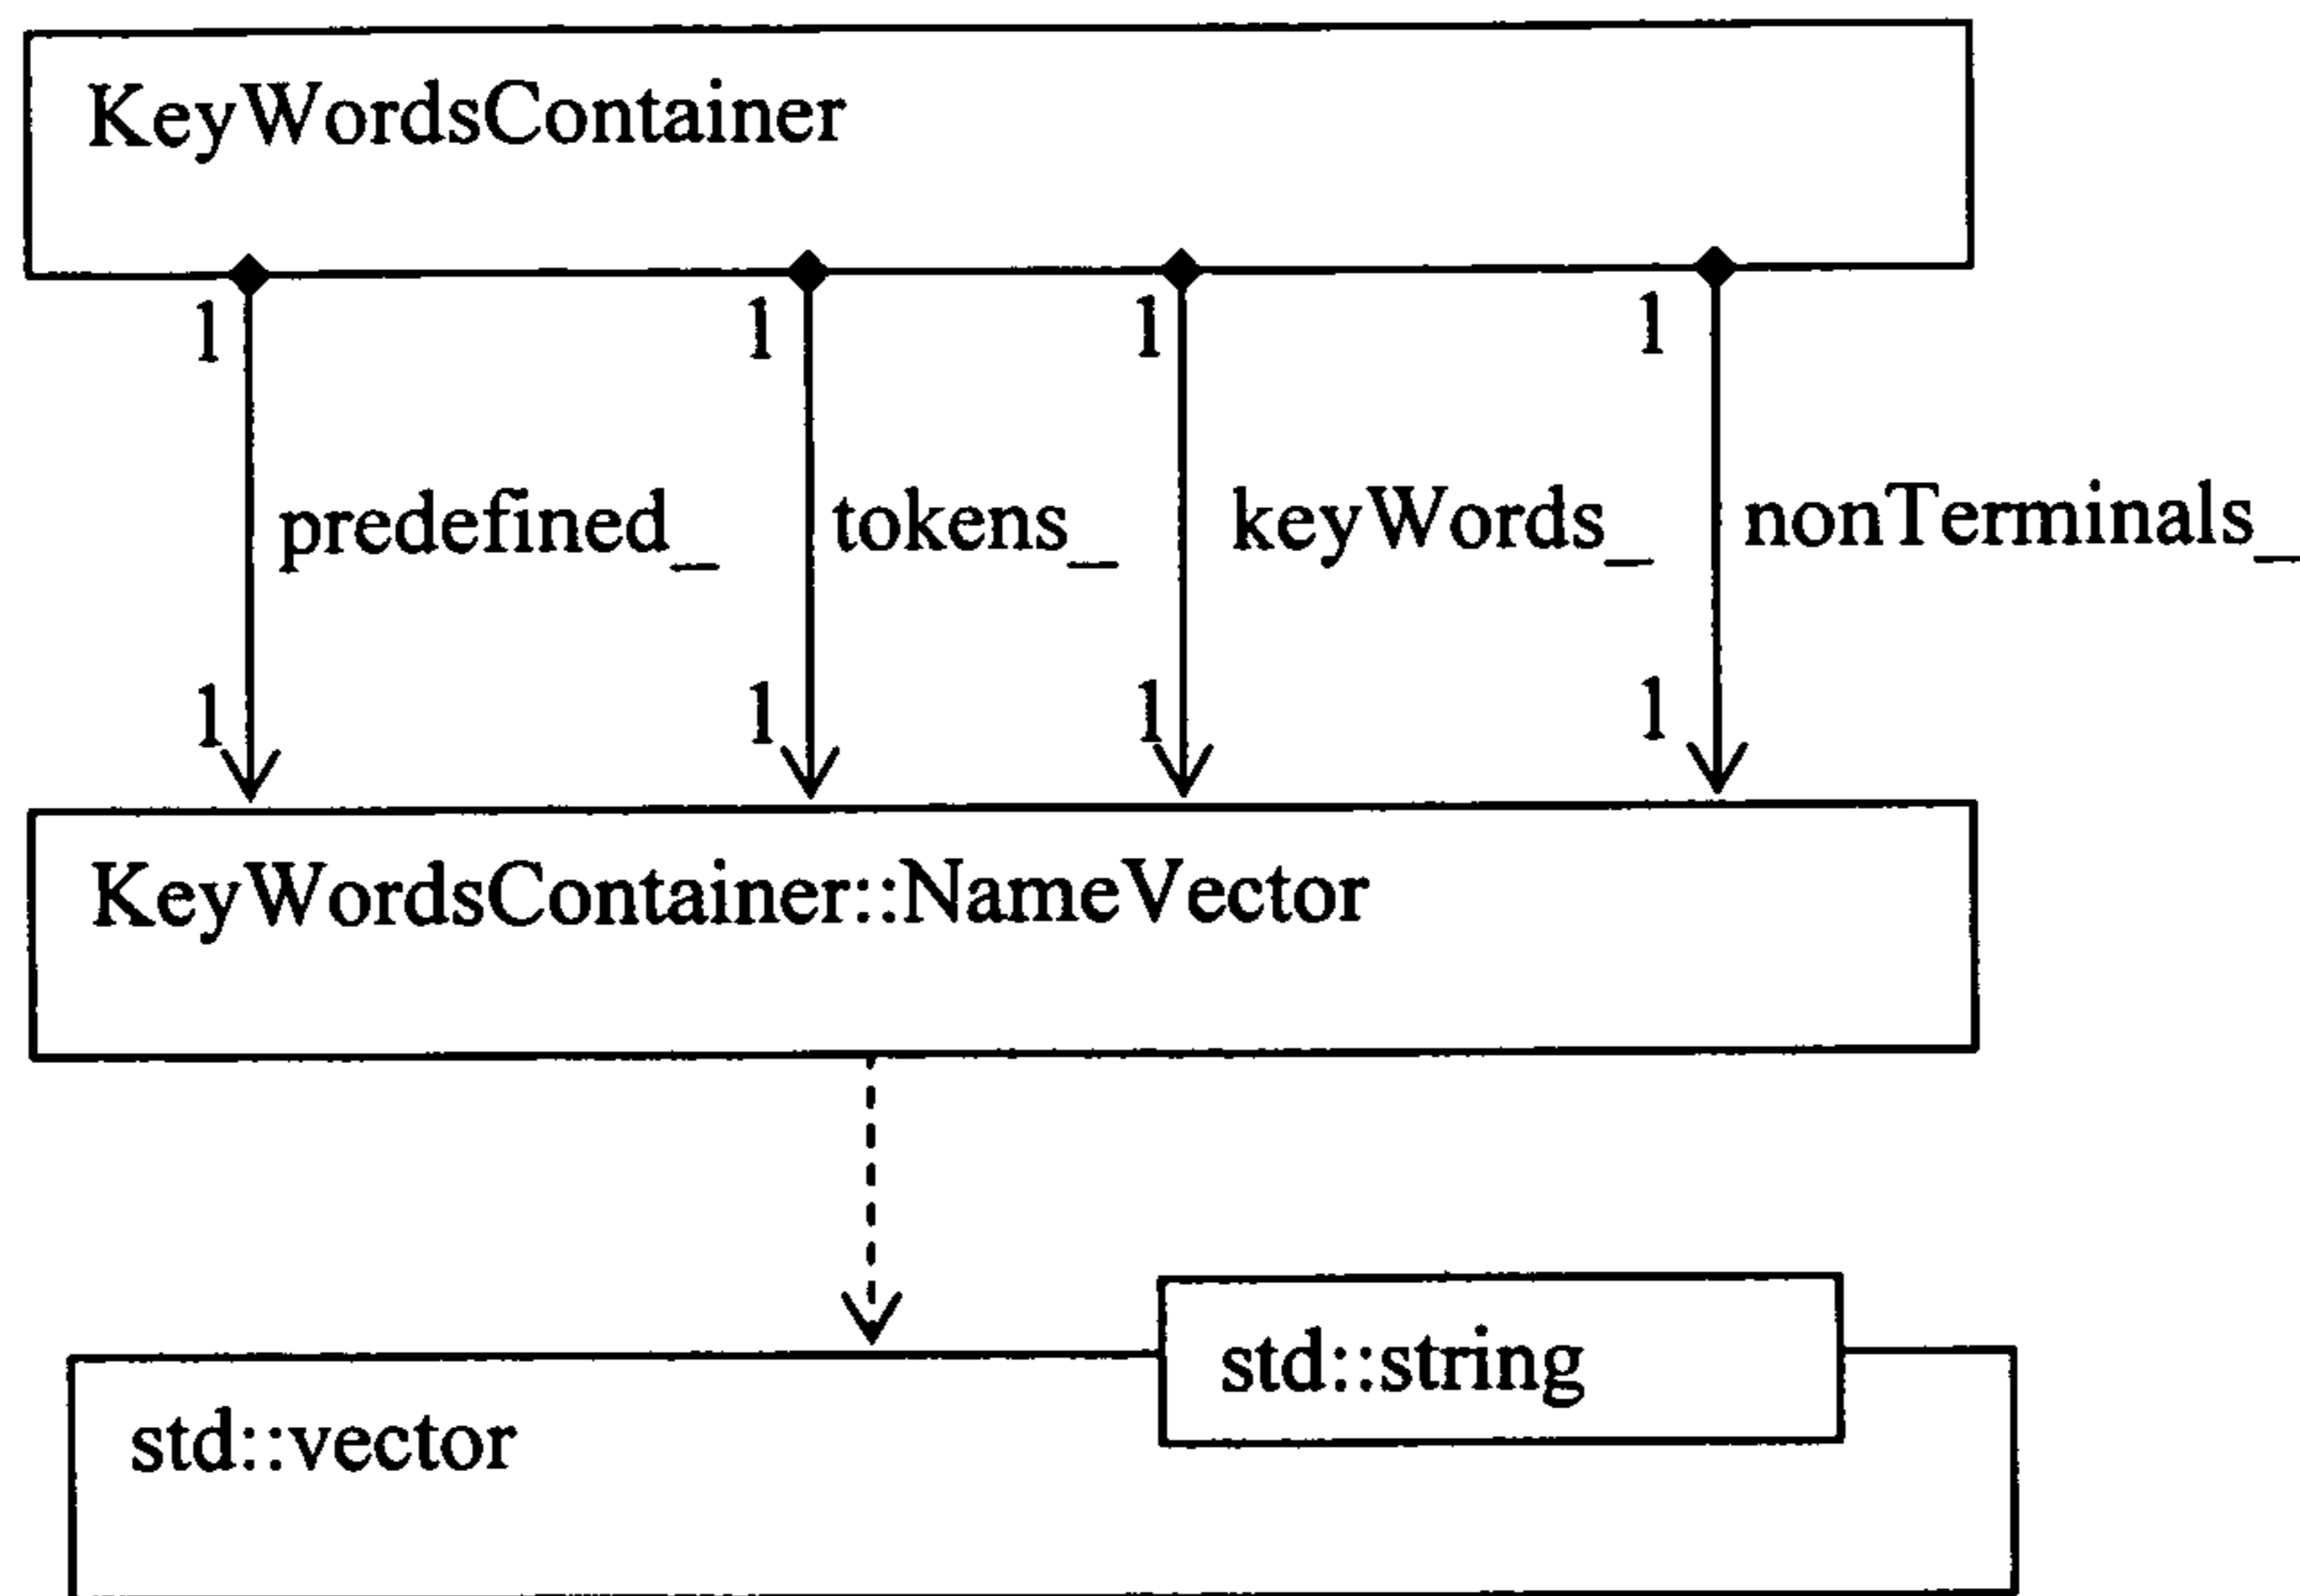 KeyWordsContainer
1 1 1 1
predefined_ tokens_ keyWords_ nonTerminals_
1 1 1 1
KeyWordsContainer::NameVector
std::string
std::vector